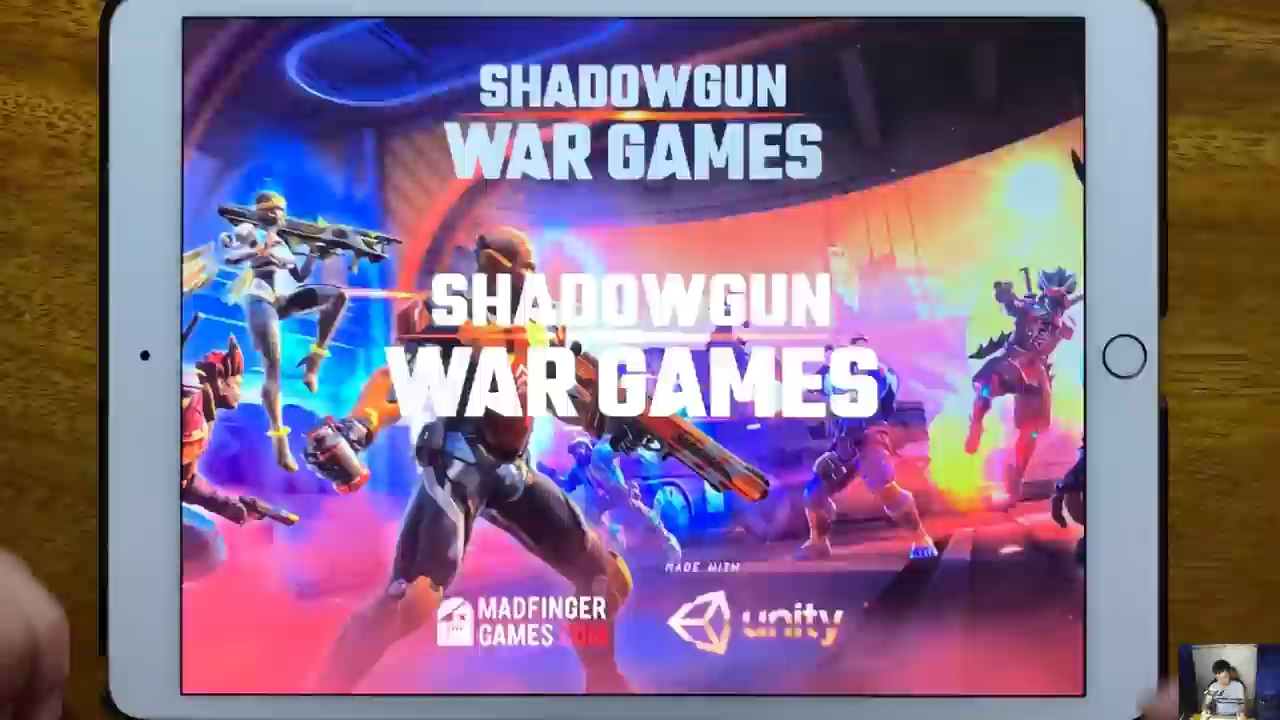 SHADOWGUN
WAR GAMES
SHADOWGUN
WAR GAMES
MADE WITH
MADFINGER
GAMES
unity